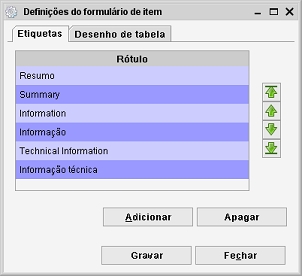 Definições do formulário de item
Etiquetas Desenho de tabela
Rótulo
Resumo
Summary
Information
Informação
Technical Information
Informação técnica
Adicionar Apagar
Gravar Fechar